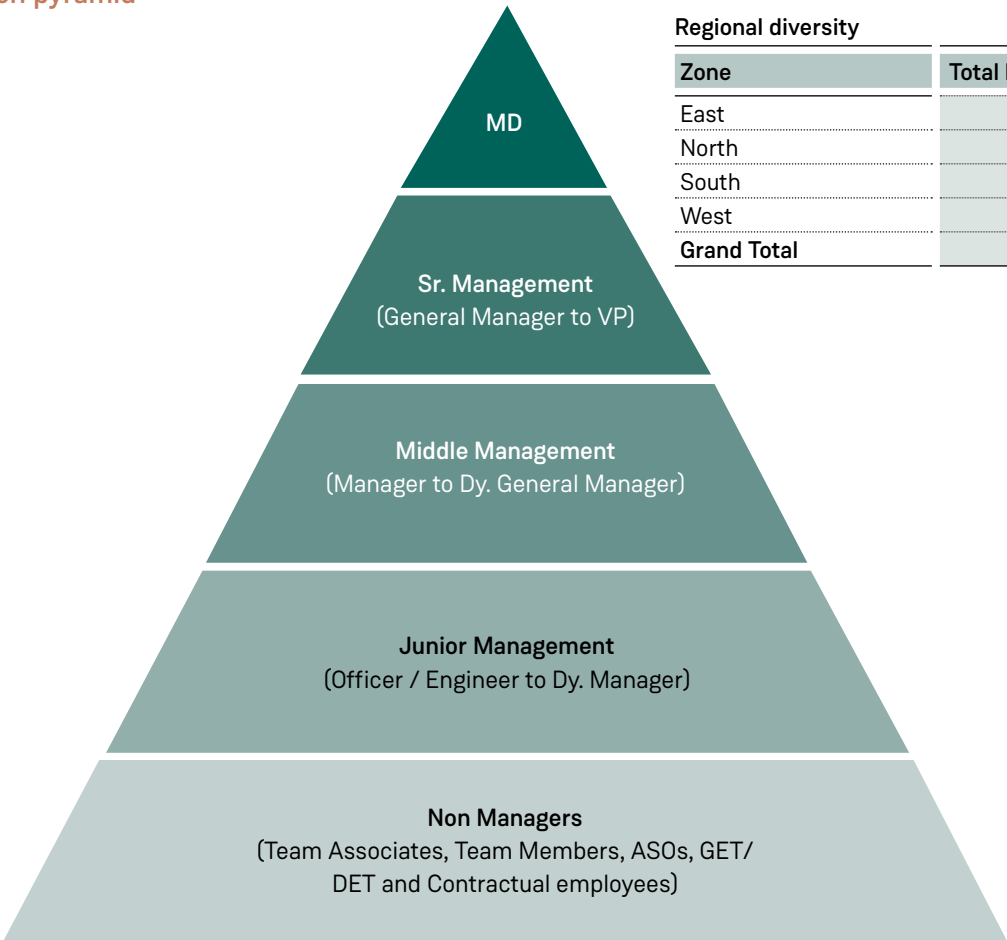 pyramid
Regional diversity
Zone
Total
East
North
South
West
Grand Total
MD
Sr. Management
(General Manager to VP)
Middle Management
(Manager to Dy. General Manager)
Junior Management
(Officer / Engineer to Dy. Manager)
Non Managers
(Team Associates, Team Members, ASOs, GET/
DET and Contractual employees)